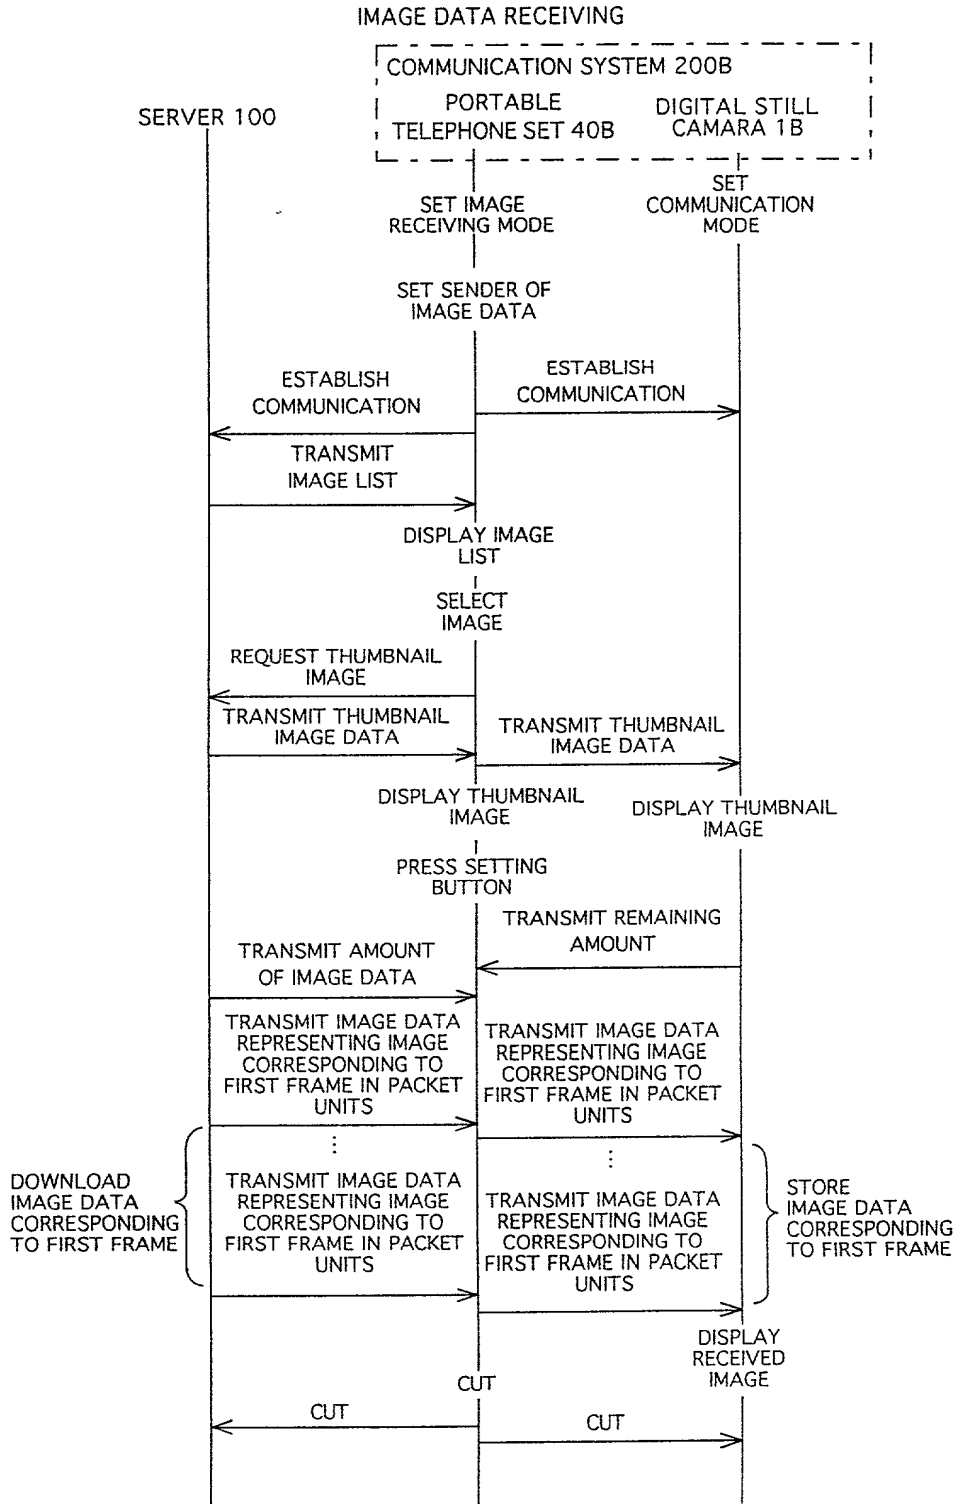 IMAGE DATA RECEIVING
COMMUNICATION SYSTEM 200B
SERVER 100
PORTABLE
TELEPHONE SET 40B
DIGITAL STILL
CAMARA 1B
SET IMAGE
RECEIVING MODE
SET
COMMUNICATION
MODE
SET SENDER OF
IMAGE DATA
ESTABLISH
COMMUNICATION
ESTABLISH
COMMUNICATION
TRANSMIT
IMAGE LIST
DISPLAY IMAGE
LIST
SELECT
IMAGE
REQUEST THUMBNAIL
IMAGE
TRANSMIT THUMBNAIL
IMAGE DATA
TRANSMIT THUMBNAIL
IMAGE DATA
DISPLAY THUMBNAIL
IMAGE
DISPLAY THUMBNAIL
IMAGE
PRESS SETTING
BUTTON
TRANSMIT REMAINING
AMOUNT
TRANSMIT AMOUNT
OF IMAGE DATA
TRANSMIT IMAGE DATA
REPRESENTING IMAGE
CORRESPONDING TO
FIRST FRAME IN PACKET
UNITS
TRANSMIT IMAGE DATA
REPRESENTING IMAGE
CORRESPONDING TO
FIRST FRAME IN PACKET
UNITS
DOWNLOAD
IMAGE DATA
CORRESPONDING
TO FIRST FRAME
TRANSMIT IMAGE DATA
REPRESENTING IMAGE
CORRESPONDING TO
FIRST FRAME IN PACKET
UNITS
TRANSMIT IMAGE DATA
REPRESENTING IMAGE
CORRESPONDING TO
FIRST FRAME IN PACKET
UNITS
STORE
IMAGE DATA
CORRESPONDING
TO FIRST FRAME
DISPLAY
RECEIVED
IMAGE
CUT
CUT
CUT